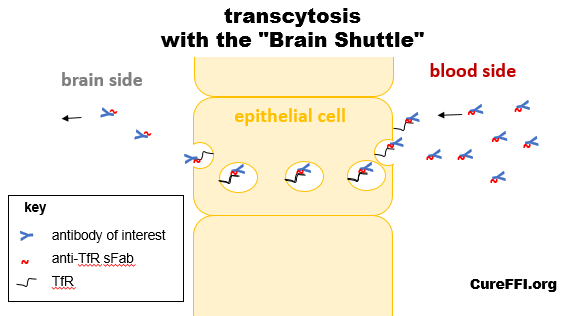 transcytosis
with the "Brain Shuttle"
brain side
blood side
epithelial cell
key
antibody of interest
anti-TfR sFab
TfR
CureFFI.org